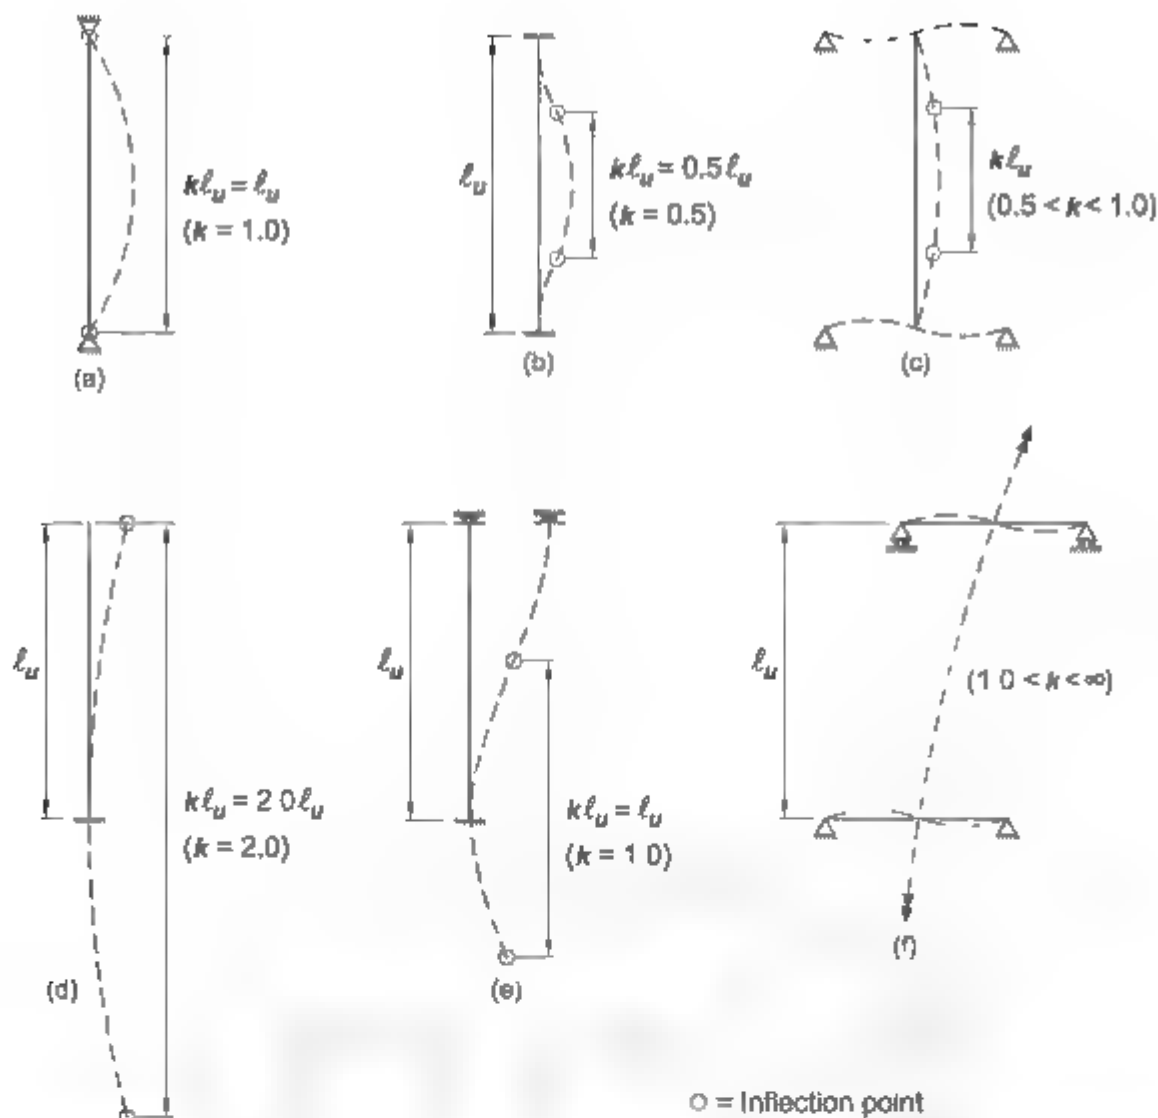 kℓu = ℓu
(k = 1.0)
(a)
ℓu
kℓu = 0.5ℓu
(k = 0.5)
(b)
kℓu
(0.5 < k < 1.0)
(c)
ℓu
kℓu = 2 0ℓu
(k = 2.0)
(d)
ℓu
kℓu = ℓu
(k = 1 0)
(e)
ℓu
(1 0 < k < ∞)
(f)
= Inflection point